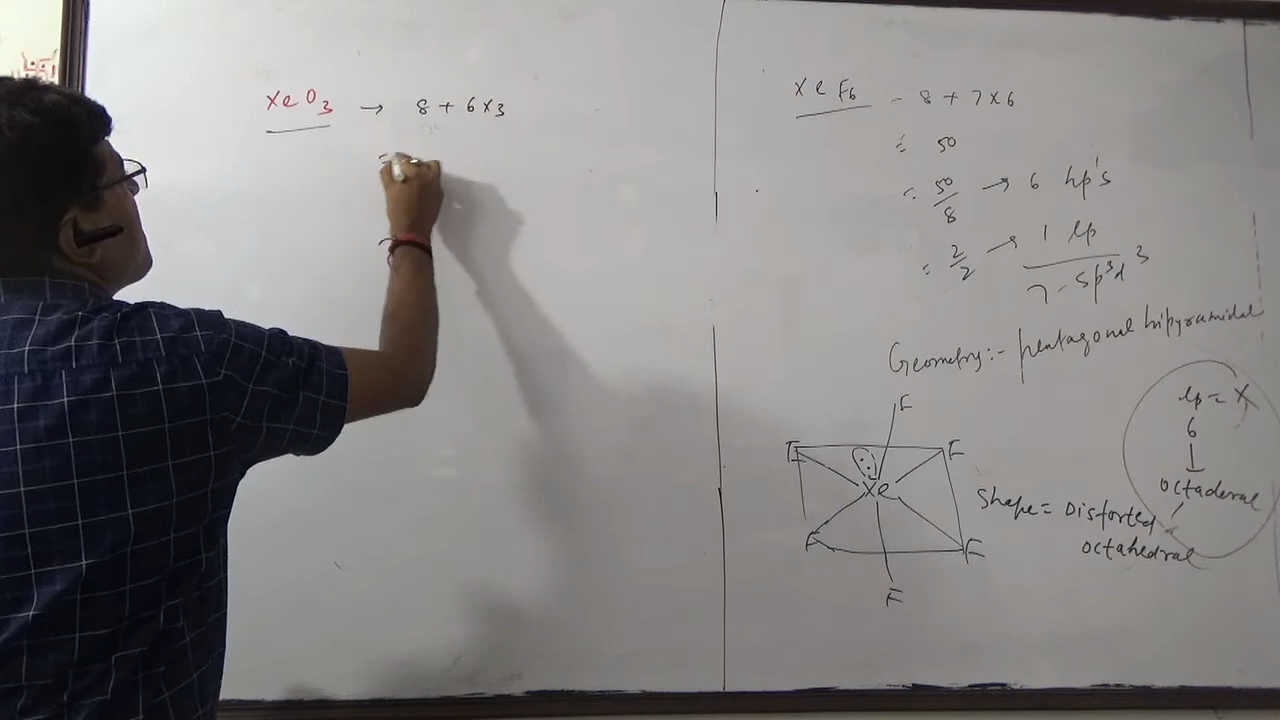 XeO3 → 8 + 6×3
=
XeF6 - 8 + 7×6
= 50
= 50/8 → 6 bp's
= 2/2 → 1 lp
7 - sp³d³
Geometry:- pentagonal bipyramidal
lp = X
6
octaderal
F
F F
Xe
F F
F
Shape = Distorted
octahedral